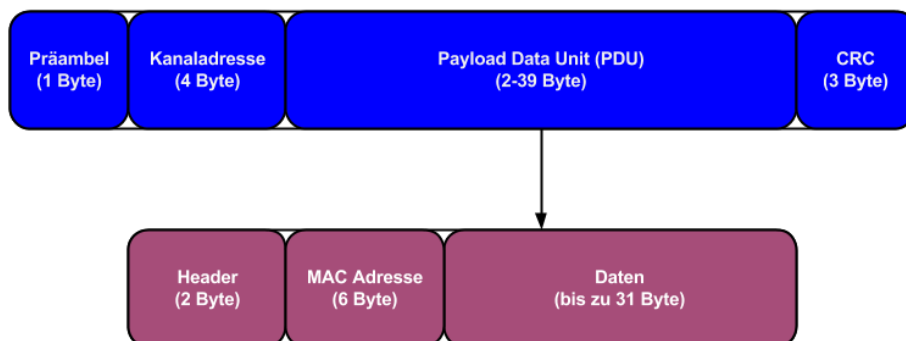 Präambel
(1 Byte)
Kanaladresse
(4 Byte)
Payload Data Unit (PDU)
(2-39 Byte)
CRC
(3 Byte)
Header
(2 Byte)
MAC Adresse
(6 Byte)
Daten
(bis zu 31 Byte)